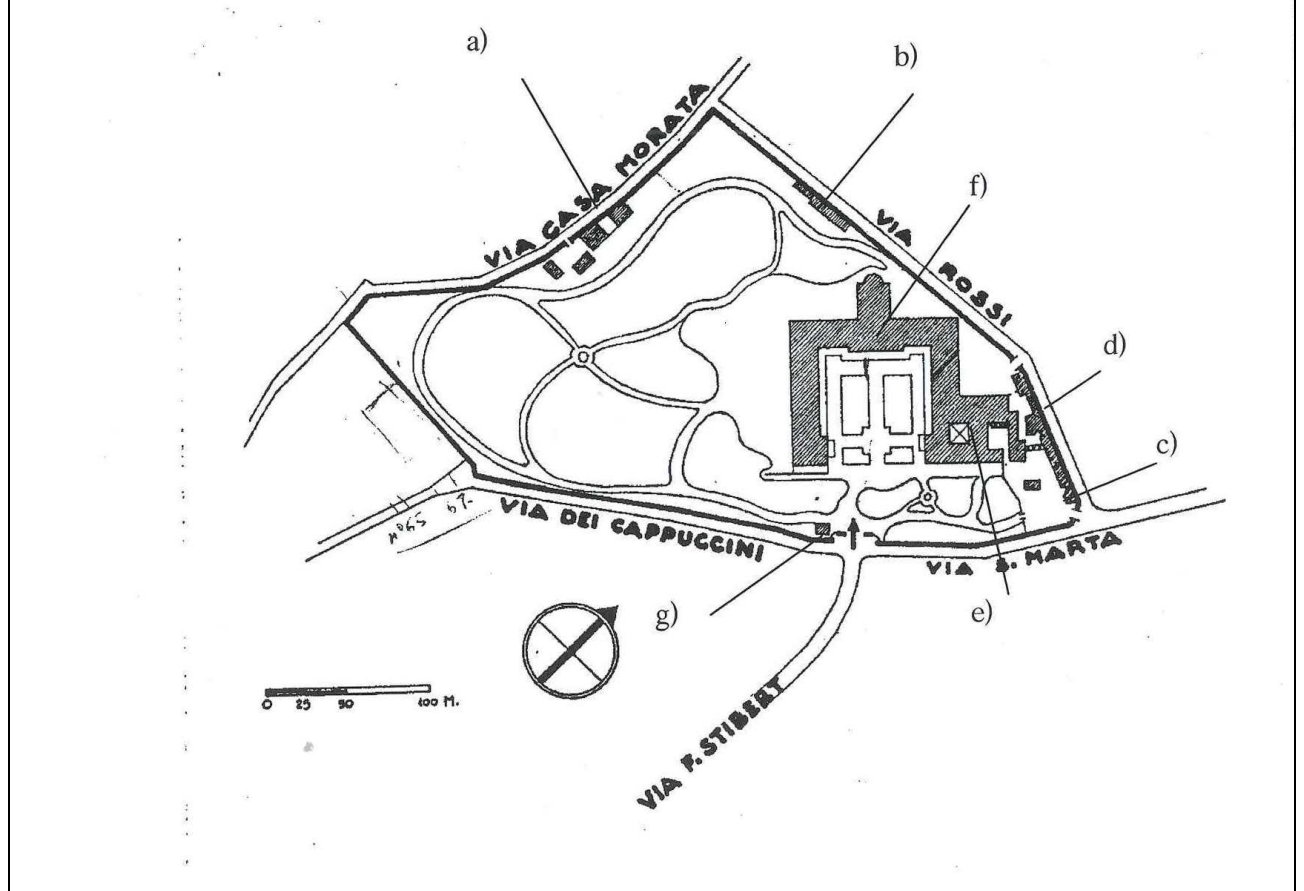 a)
b)
VIA CASA MORATA
f)
VIA ROSSI
d)
c)
VIA DEI CAPPUCCINI
VIA S. MARTA
g)
e)
0 25 50 100 M.
VIA F. STIBERT